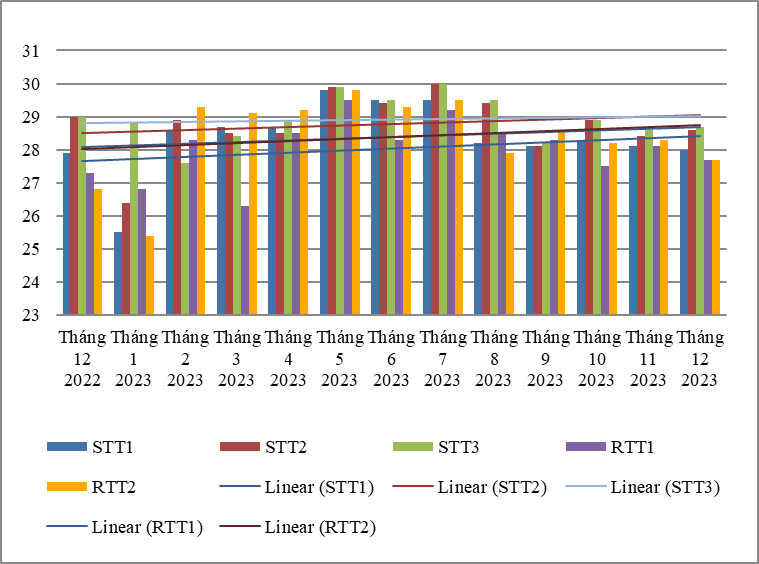 31
30
29
28
27
26
25
24
23
Tháng Tháng Tháng Tháng Tháng Tháng Tháng Tháng Tháng Tháng Tháng Tháng Tháng
12 1 2 3 4 5 6 7 8 9 10 11 12
2022 2023 2023 2023 2023 2023 2023 2023 2023 2023 2023 2023 2023
STT1 STT2 STT3 RTT1
RTT2 Linear (STT1) Linear (STT2) Linear (STT3)
Linear (RTT1) Linear (RTT2)